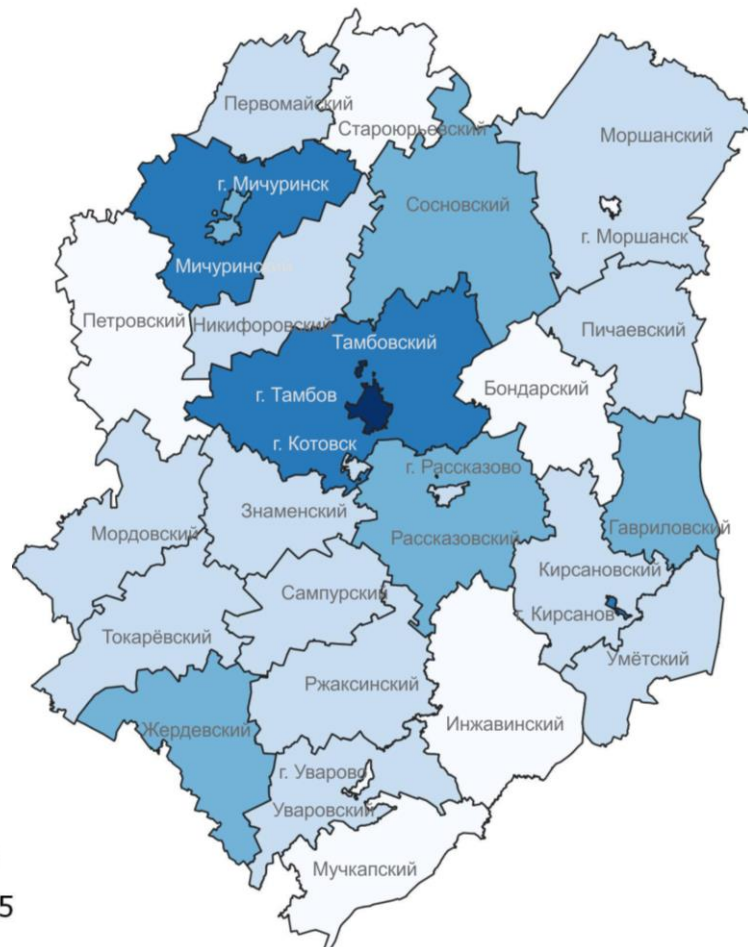 Первомайский
Староюрьевский
Моршанский
г. Мичуринск
Сосновский
г. Моршанск
Мичуринский
Петровский
Никифоровский
Тамбовский
Пичаевский
Бондарский
г. Тамбов
г. Котовск
г. Рассказово
Знаменский
Мордовский
Рассказовский
Гавриловский
Кирсановский
Сампурский
г. Кирсанов
Токарёвский
Умётский
Ржаксинский
Инжавинский
Жердевский
г. Уварово
Уваровский
Мучкапский
5